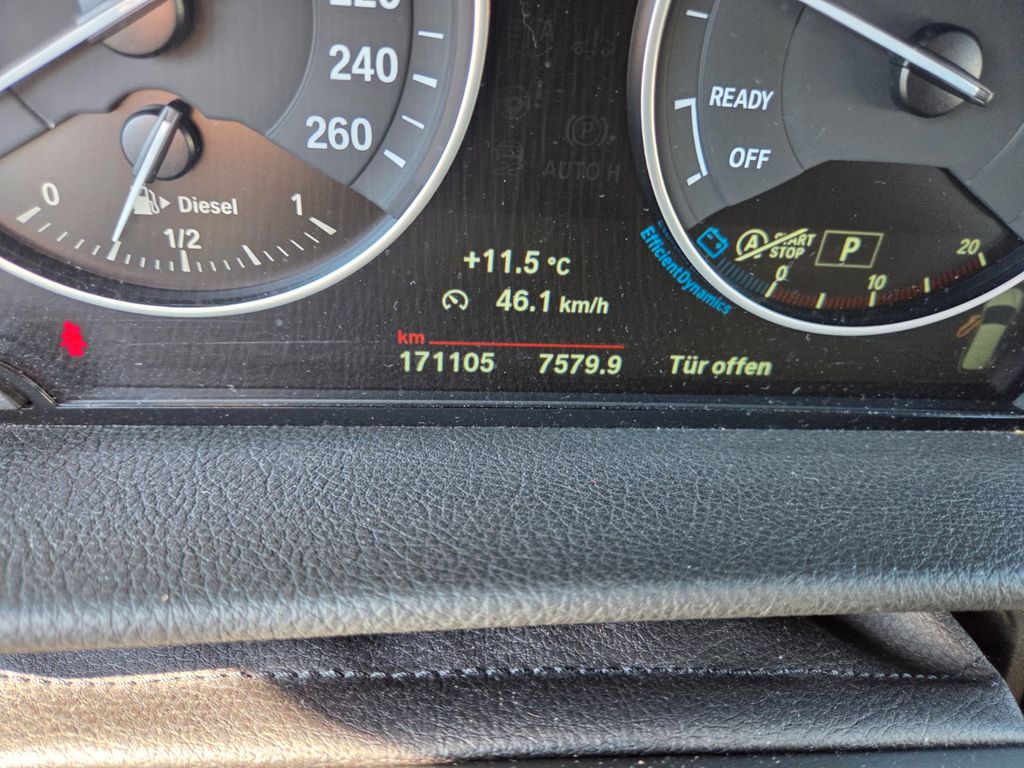 240
260
READY
OFF
AUTO H
0
Diesel
1
1/2
START
STOP
P
0
10
20
EfficientDynamics
+11.5 °C
46.1 km/h
km
171105 7579.9
Tür offen